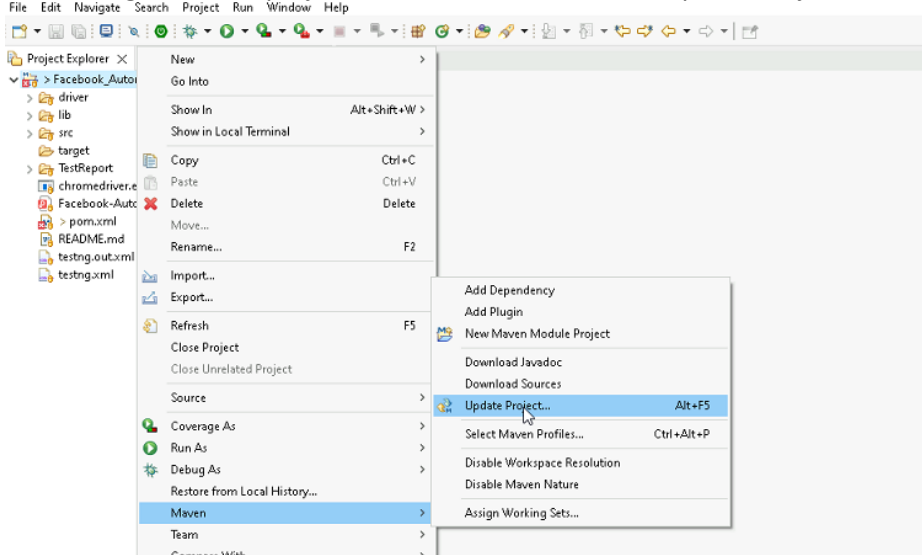 File Edit Navigate Search Project Run Window Help
Project Explorer
> Facebook_Autor
driver
lib
src
target
TestReport
chromedriver.e
Facebook-Autc
> pom.xml
README.md
testng.out.xml
testng.xml
New
Go Into
Show In Alt+Shift+W >
Show in Local Terminal
Copy Ctrl+C
Paste Ctrl+V
Delete Delete
Move...
Rename... F2
Import...
Export...
Refresh F5
Close Project
Close Unrelated Project
Source
Coverage As
Run As
Debug As
Restore from Local History...
Maven
Team
Compare With
Add Dependency
Add Plugin
New Maven Module Project
Download Javadoc
Download Sources
Update Project... Alt+F5
Select Maven Profiles... Ctrl+Alt+P
Disable Workspace Resolution
Disable Maven Nature
Assign Working Sets...